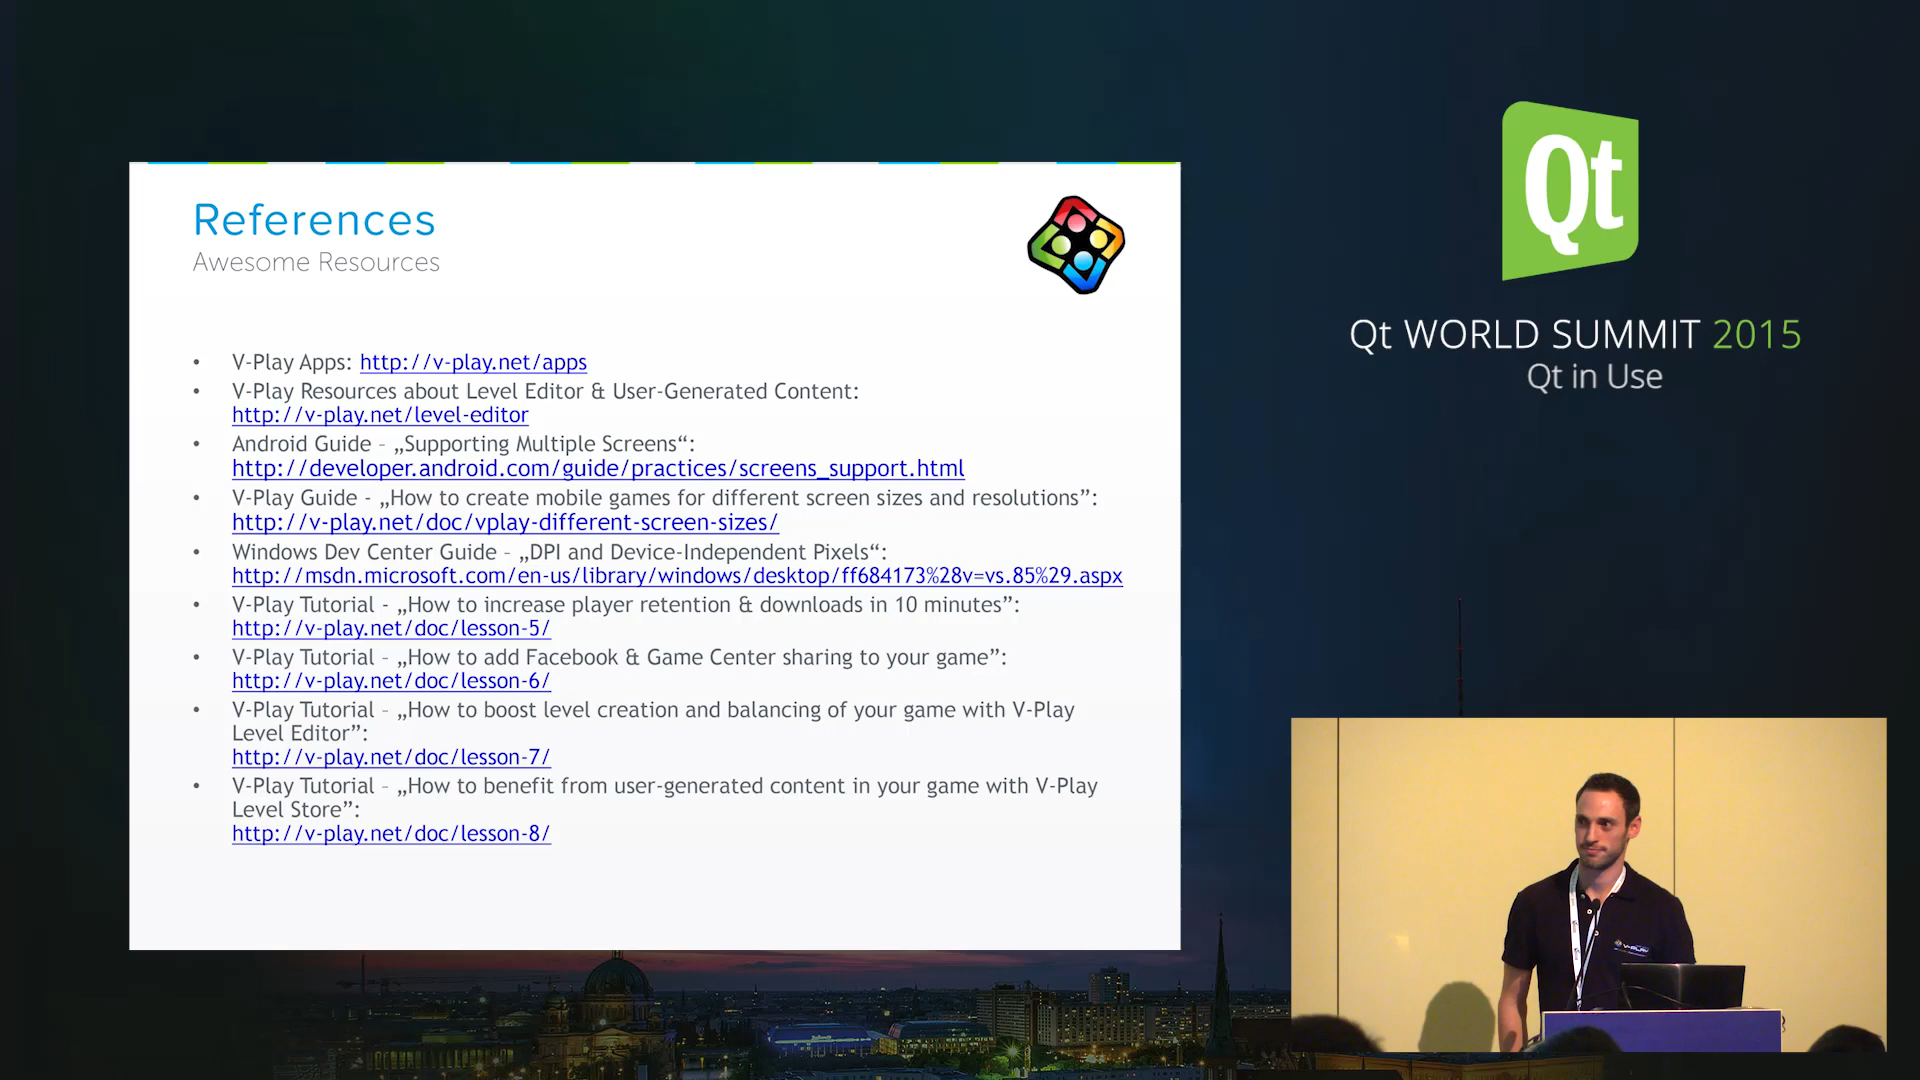 References
Awesome Resources
• V-Play Apps: http://v-play.net/apps
• V-Play Resources about Level Editor & User-Generated Content:
http://v-play.net/level-editor
• Android Guide – „Supporting Multiple Screens“:
http://developer.android.com/guide/practices/screens_support.html
• V-Play Guide - „How to create mobile games for different screen sizes and resolutions”:
http://v-play.net/doc/vplay-different-screen-sizes/
• Windows Dev Center Guide – „DPI and Device-Independent Pixels“:
http://msdn.microsoft.com/en-us/library/windows/desktop/ff684173%28v=vs.85%29.aspx
• V-Play Tutorial - „How to increase player retention & downloads in 10 minutes”:
http://v-play.net/doc/lesson-5/
• V-Play Tutorial – „How to add Facebook & Game Center sharing to your game”:
http://v-play.net/doc/lesson-6/
• V-Play Tutorial – „How to boost level creation and balancing of your game with V-Play
Level Editor”:
http://v-play.net/doc/lesson-7/
• V-Play Tutorial – „How to benefit from user-generated content in your game with V-Play
Level Store”:
http://v-play.net/doc/lesson-8/
Qt
Qt WORLD SUMMIT 2015
Qt in Use
V-PLAY